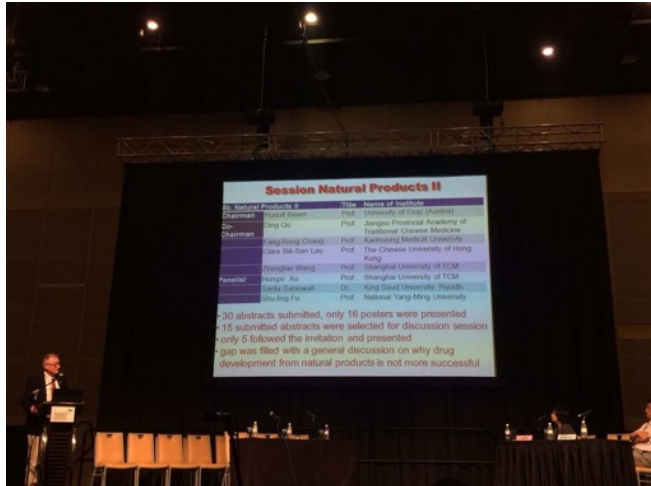 Session Natural Products II
8b. Natural Products II Title Name of Institute
Chairman Rudolf Bauer Prof. University of Graz (Austria)
Co-Chairman Ding Qu Prof. Jiangsu Provincial Academy of
Traditional Chinese Medicine
Fang-Rong Chang Prof. Kaohsiung Medical University
Clara Bik-San Lau Prof. The Chinese University of Hong
Kong
Zhengtao Wang Prof. Shanghai University of TCM
Panelist Hongxi Xu Prof. Shanghai University of TCM
Dr. King Saud University, Riyadh
Shu-ling Fu Prof. National Yang-Ming University
• 30 abstracts submitted, only 16 posters were presented
• 15 submitted abstracts were selected for discussion session
• only 5 followed the invitation and presented
• gap was filled with a general discussion on why drug
development from natural products is not more successful